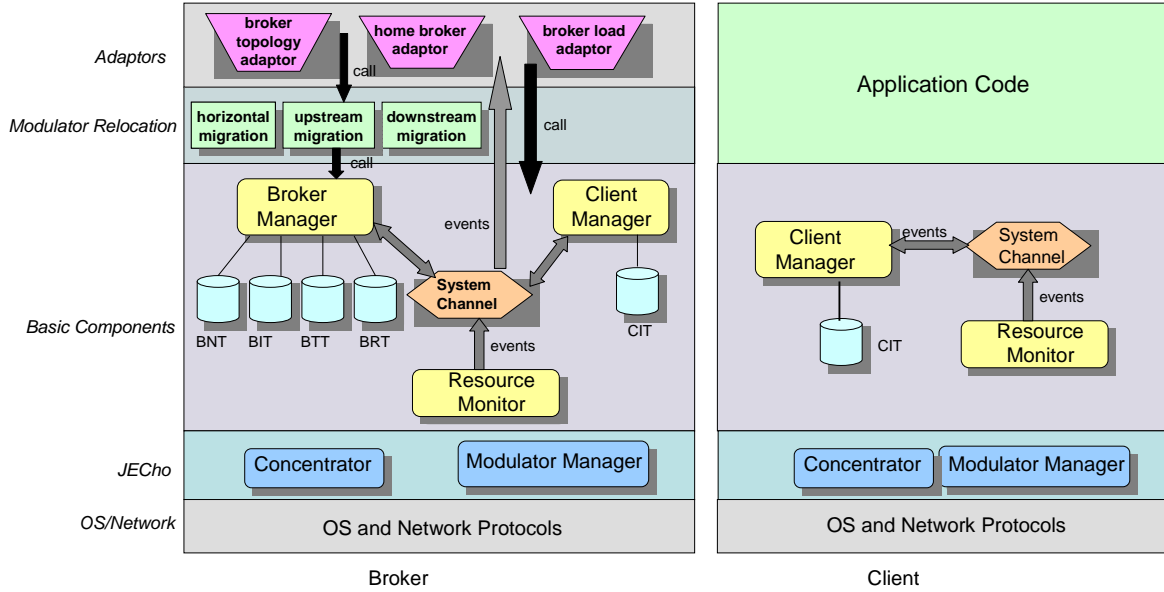 broker
topology
adaptor
home broker
adaptor
broker load
adaptor
Adaptors
call
Application Code
Modulator Relocation
horizontal
migration
upstream
migration
downstream
migration
call
call
Broker
Manager
Client
Manager
events
Client
Manager
events
System
Channel
System
Channel
events
Basic Components
BNT
BIT
BTT
BRT
CIT
events
CIT
Resource
Monitor
Resource
Monitor
JECho
Concentrator
Modulator Manager
Concentrator
Modulator Manager
OS/Network
OS and Network Protocols
OS and Network Protocols
Broker
Client